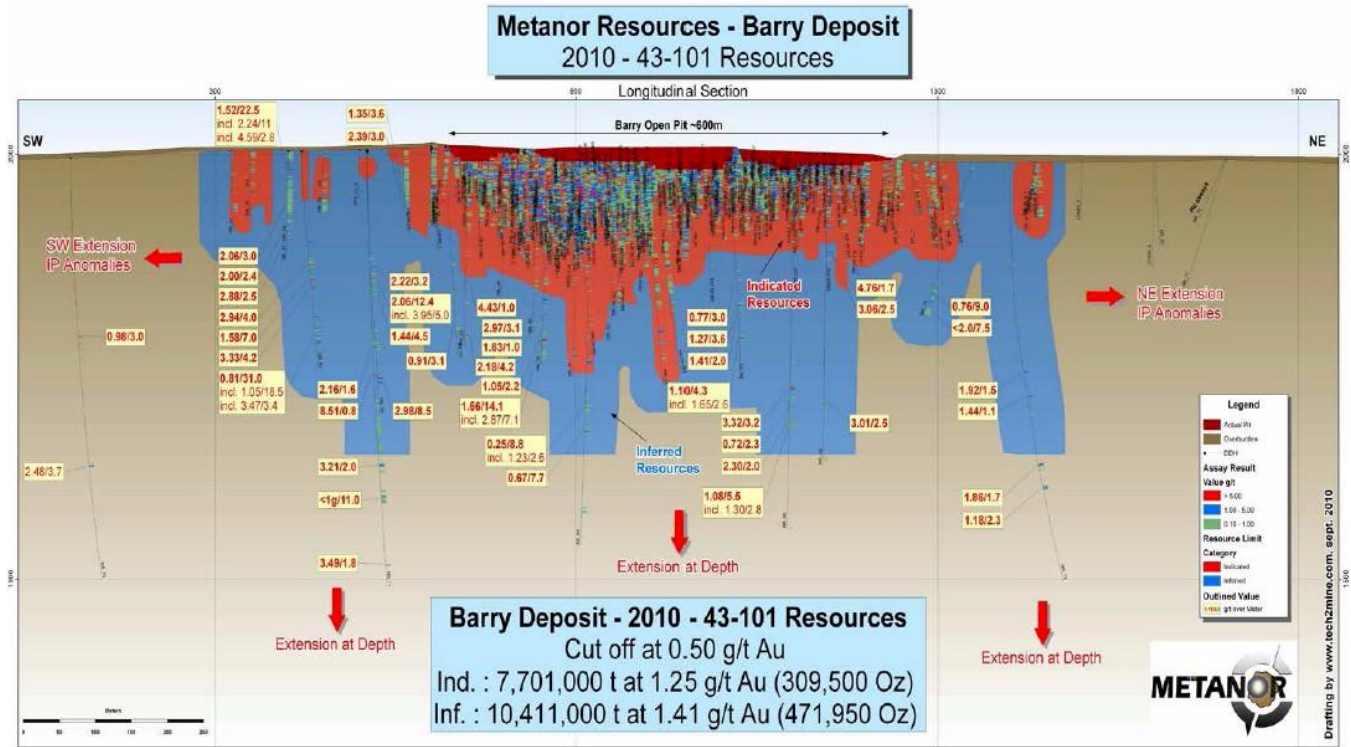 Metanor Resources - Barry Deposit
2010 - 43-101 Resources
Longitudinal Section
300
800
1300
1800
SW
NE
2000
2000
1500
1500
Barry Open Pit ~600m
1.52/22.5
incl. 2.24/11
incl. 4.59/2.8
1.35/3.6
2.39/3.0
SW Extension
IP Anomalies
NE Extension
IP Anomalies
Indicated
Resources
Inferred
Resources
0.98/3.0
2.48/3.7
2.06/3.0
2.00/2.4
2.88/2.5
2.94/4.0
1.58/7.0
3.33/4.2
0.81/31.0
incl. 1.05/18.5
incl. 3.47/3.4
2.22/3.2
2.06/12.4
incl. 3.95/5.0
1.44/4.5
0.91/3.1
2.16/1.6
8.51/0.8
2.98/8.5
3.21/2.0
<1g/11.0
3.49/1.8
4.43/1.0
2.97/3.1
1.63/1.0
2.18/4.2
1.05/2.2
1.66/14.1
incl. 2.87/7.1
0.25/8.8
incl. 1.23/2.6
0.67/7.7
0.77/3.0
1.27/3.6
1.41/2.0
1.10/4.3
incl. 1.65/2.6
3.32/3.2
0.72/2.3
2.30/2.0
1.08/5.5
incl. 1.30/2.8
4.76/1.7
3.06/2.5
3.01/2.5
0.76/9.0
<2.0/7.5
1.92/1.5
1.44/1.1
1.86/1.7
1.18/2.3
Extension at Depth
Extension at Depth
Extension at Depth
Legend
Actual Pit
Overburden
DDH
Assay Result
Value g/t
> 5.00
1.00 - 5.00
0.10 - 1.00
Resource Limit
Category
Indicated
Inferred
Outlined Value
g/t over Meter
Barry Deposit - 2010 - 43-101 Resources
Cut off at 0.50 g/t Au
Ind. : 7,701,000 t at 1.25 g/t Au (309,500 Oz)
Inf. : 10,411,000 t at 1.41 g/t Au (471,950 Oz)
Meters
0 50 100 150 200 250
METANOR
Drafting by www.tech2mine.com. sept. 2010